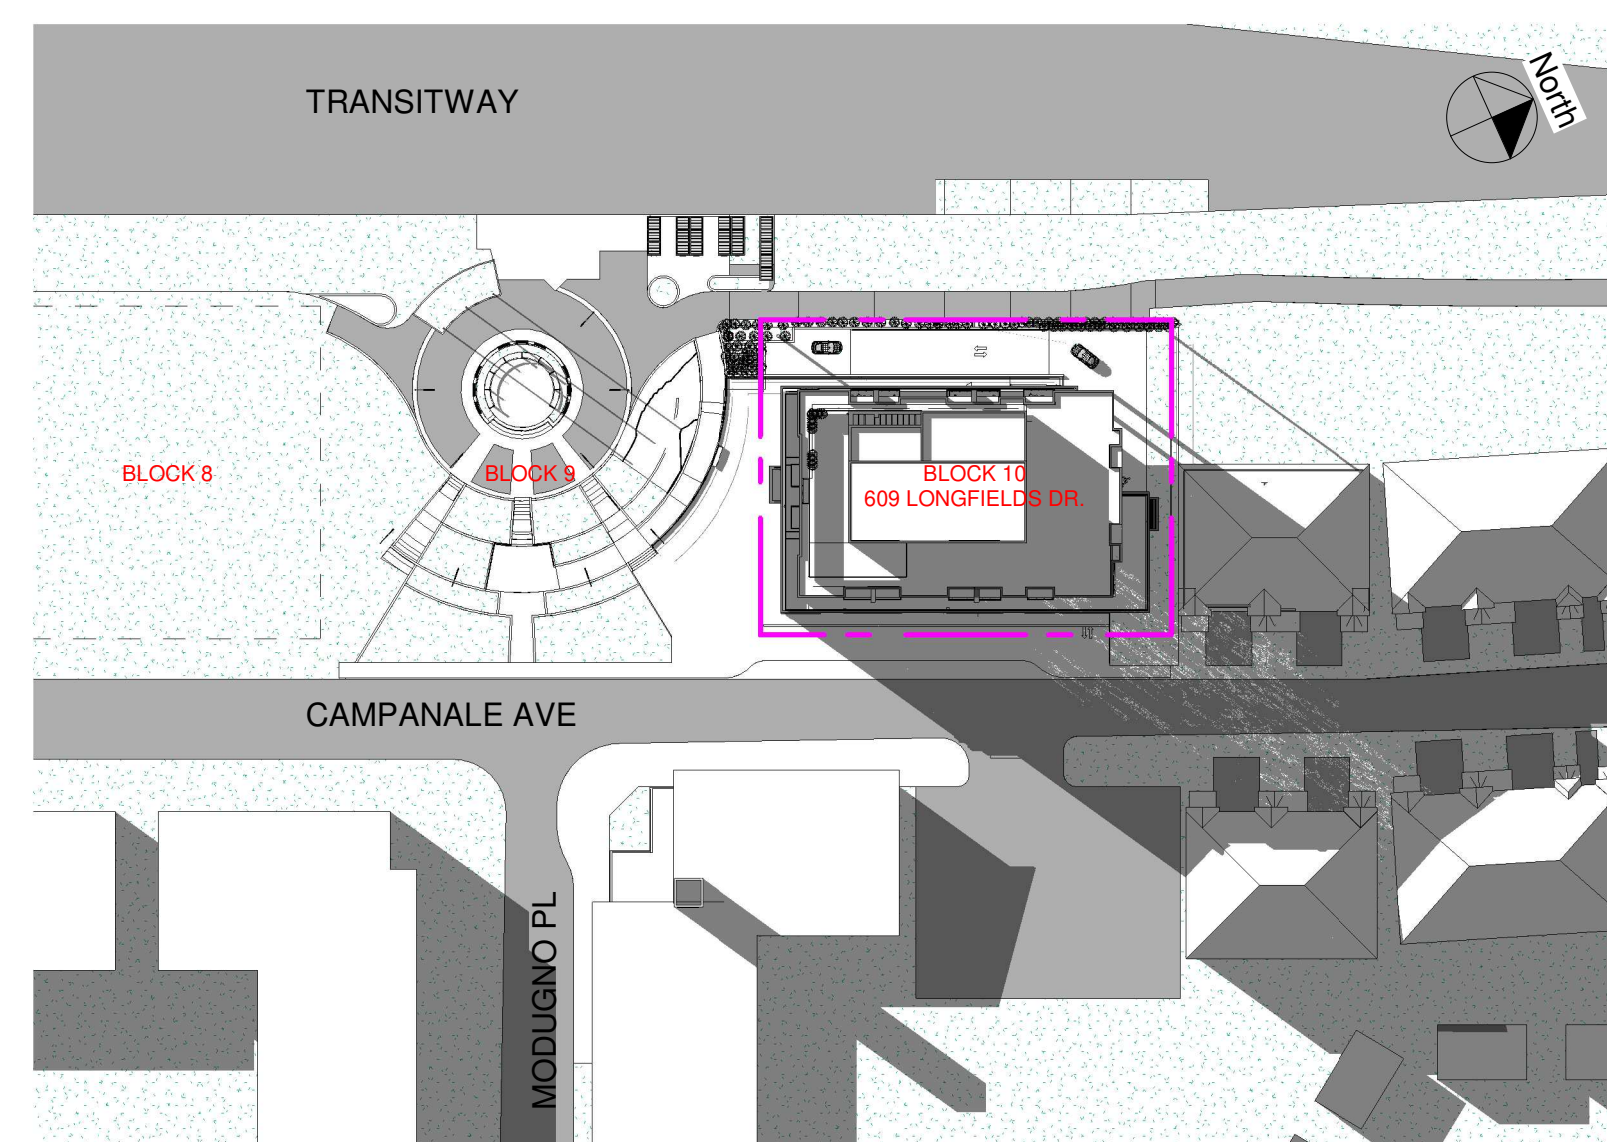 TRANSITWAY
North
BLOCK 8
BLOCK 9
BLOCK 10
609 LONGFIELDS DR.
CAMPANALE AVE
MODUGNO PL